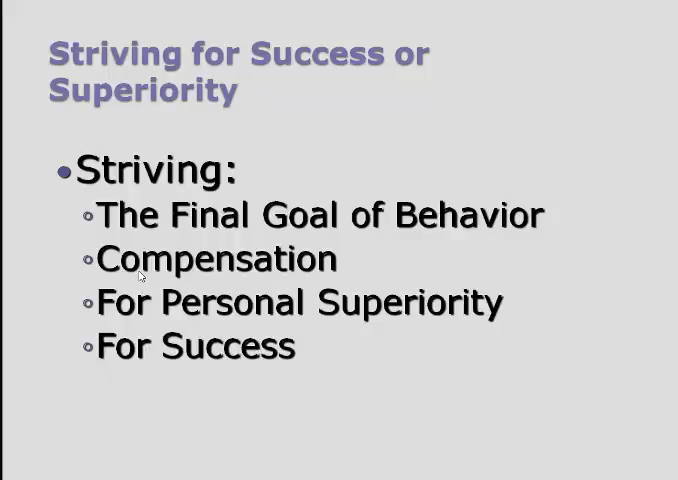 Striving for Success or
Superiority
•Striving:
◦The Final Goal of Behavior
◦Compensation
◦For Personal Superiority
◦For Success